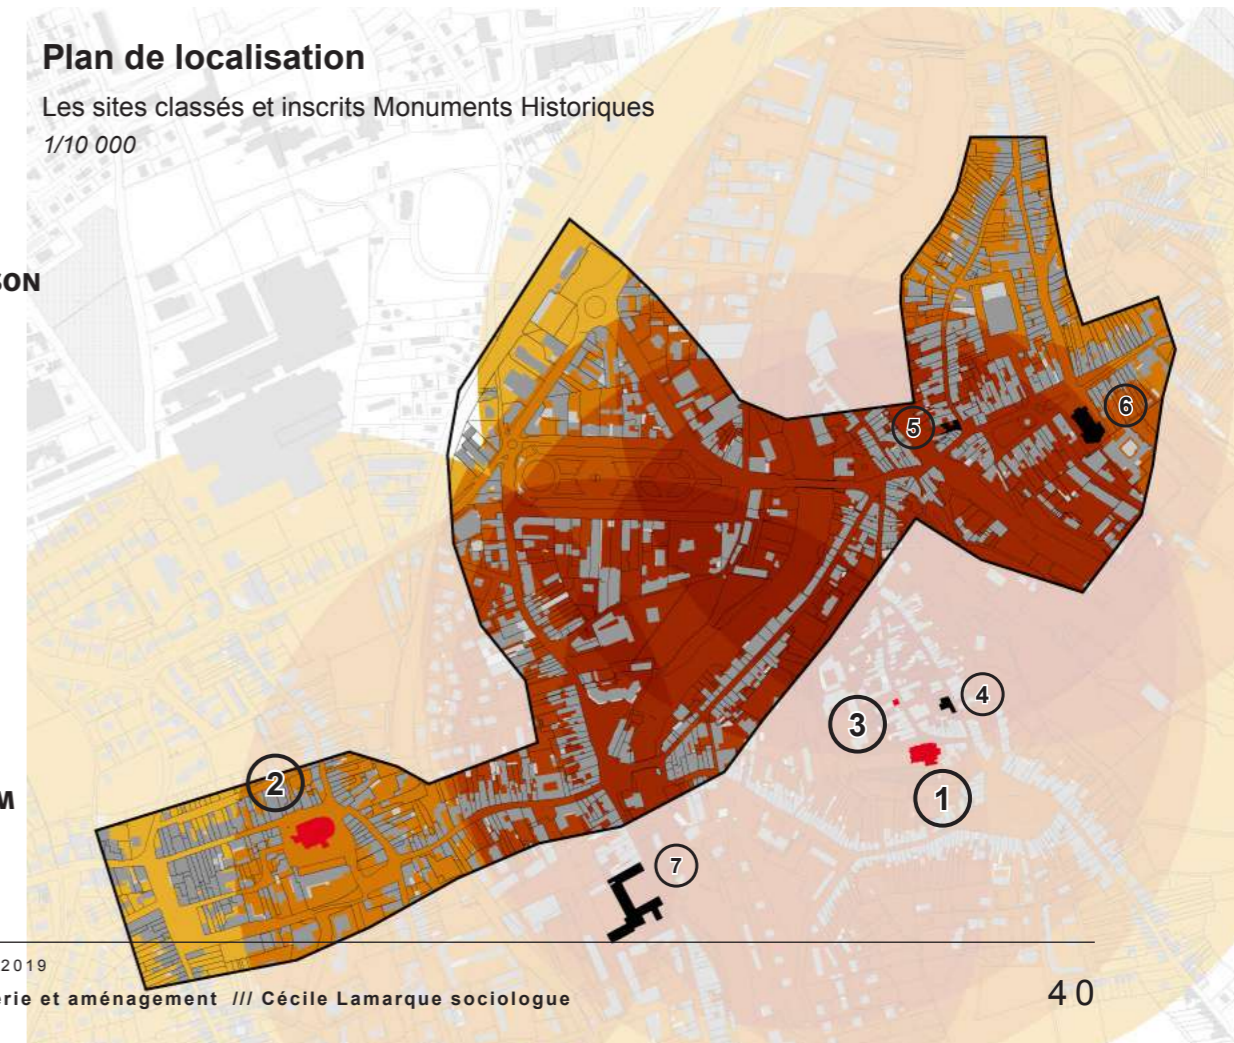 Plan de localisation
Les sites classés et inscrits Monuments Historiques
1/10 000
SON
6
5
4
3
2
M
1
7
2019
erie et aménagement /// Cécile Lamarque sociologue
40